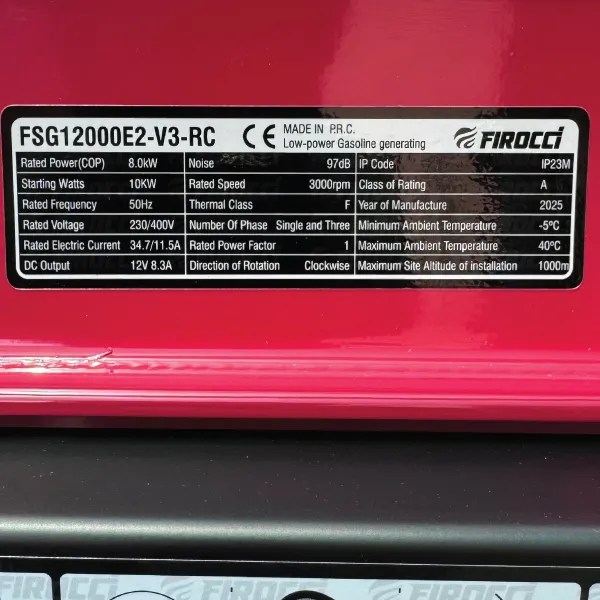 FSG12000E2-V3-RC CE MADE IN P.R.C. FIROCCI
Low-power Gasoline generating
Rated Power(COP) 8.0kW Noise 97dB IP Code IP23M
Starting Watts 10KW Rated Speed 3000rpm Class of Rating A
Rated Frequency 50Hz Thermal Class F Year of Manufacture 2025
Rated Voltage 230/400V Number Of Phase Single and Three Minimum Ambient Temperature -5°C
Rated Electric Current 34.7/11.5A Rated Power Factor 1 Maximum Ambient Temperature 40°C
DC Output 12V 8.3A Direction of Rotation Clockwise Maximum Site Altitude of installation 1000m
FIROCCI FIROCCI